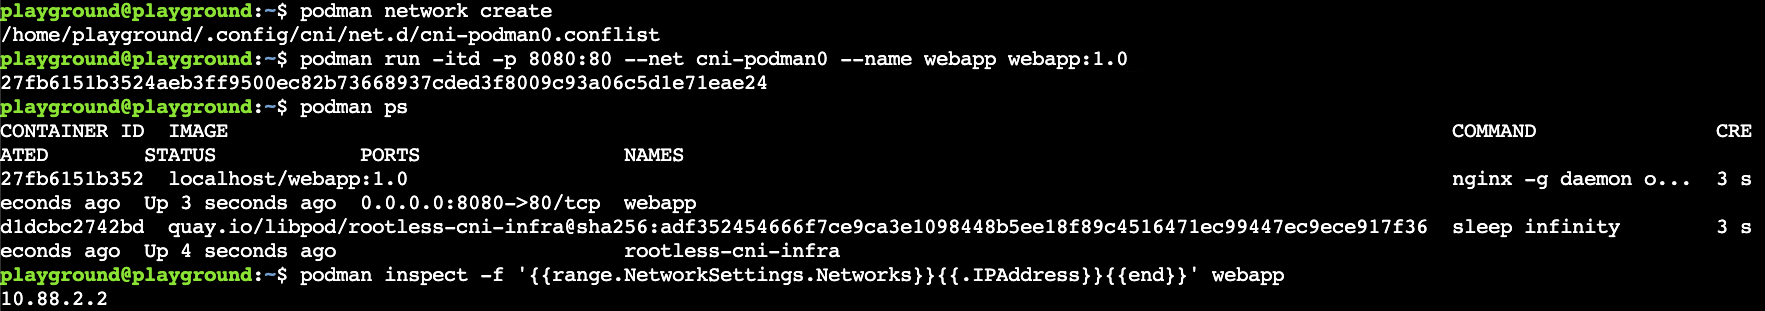 playground@playground:~$ podman network create
/home/playground/.config/cni/net.d/cni-podman0.conflist
playground@playground:~$ podman run -itd -p 8080:80 --net cni-podman0 --name webapp webapp:1.0
27fb6151b3524aeb3ff9500ec82b73668937cded3f8009c93a06c5d1e71eae24
playground@playground:~$ podman ps
CONTAINER ID  IMAGE                                                                                                      COMMAND               CRE
ATED        STATUS            PORTS                 NAMES
27fb6151b352  localhost/webapp:1.0                                                                                       nginx -g daemon o...  3 s
econds ago  Up 3 seconds ago  0.0.0.0:8080->80/tcp  webapp
d1dcbc2742bd  quay.io/libpod/rootless-cni-infra@sha256:adf352454666f7ce9ca3e1098448b5ee18f89c4516471ec99447ec9ece917f36  sleep infinity        3 s
econds ago  Up 4 seconds ago                        rootless-cni-infra
playground@playground:~$ podman inspect -f '{{range.NetworkSettings.Networks}}{{.IPAddress}}{{end}}' webapp
10.88.2.2